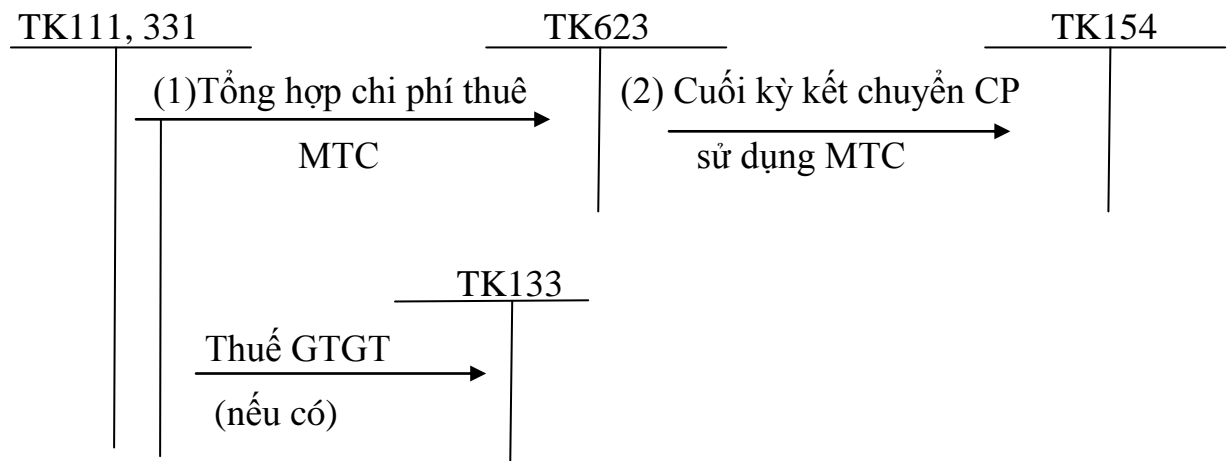 TK111, 331 TK623 TK154
(1)Tổng hợp chi phí thuê (2) Cuối kỳ kết chuyển CP
MTC sử dụng MTC
TK133
Thuế GTGT
(nếu có)